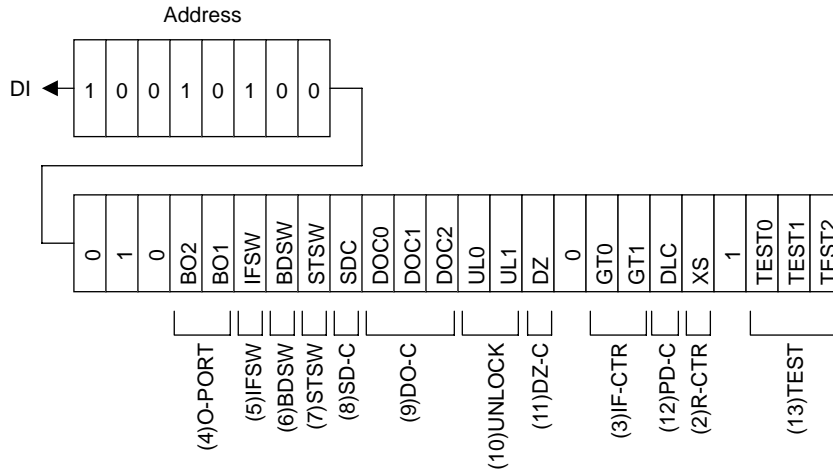 Address
DI 1 0 0 1 0 1 0 0
0 1 0 BO2 BO1 IFSW BDSW STSW SDC DOC0 DOC1 DOC2 UL0 UL1 DZ 0 GT0 GT1 DLC XS 1 TEST0 TEST1 TEST2
(4)O-PORT (5)IFSW (6)BDSW (7)STSW (8)SD-C (9)DO-C (10)UNLOCK (11)DZ-C (3)IF-CTR (12)PD-C (2)R-CTR (13)TEST